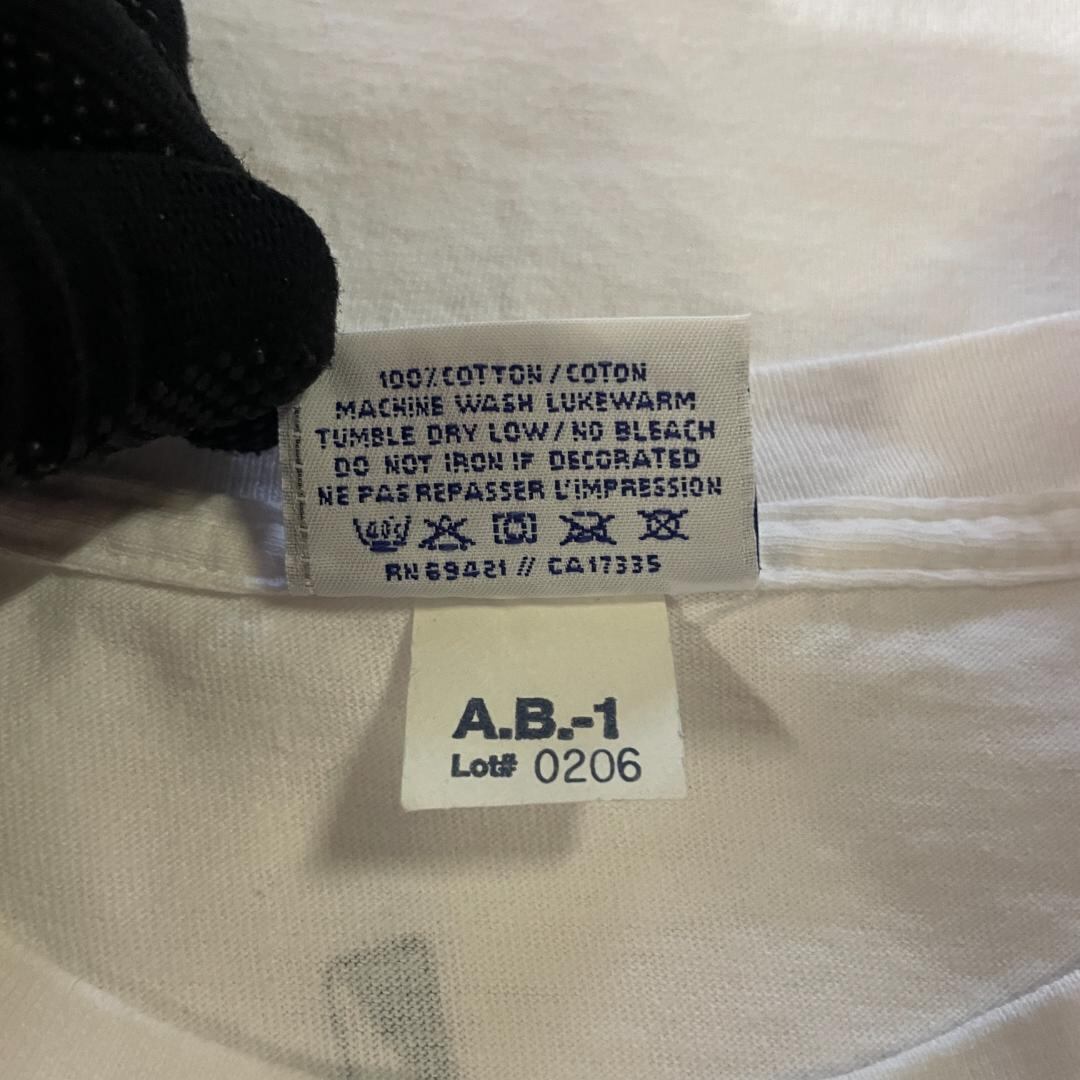 100% COTTON / COTON
MACHINE WASH LUKEWARM
TUMBLE DRY LOW / NO BLEACH
DO NOT IRON IF DECORATED
NE PAS REPASSER L'IMPRESSION
40°
RN 69421 // CA17335
A.B.-1
Lot# 0206